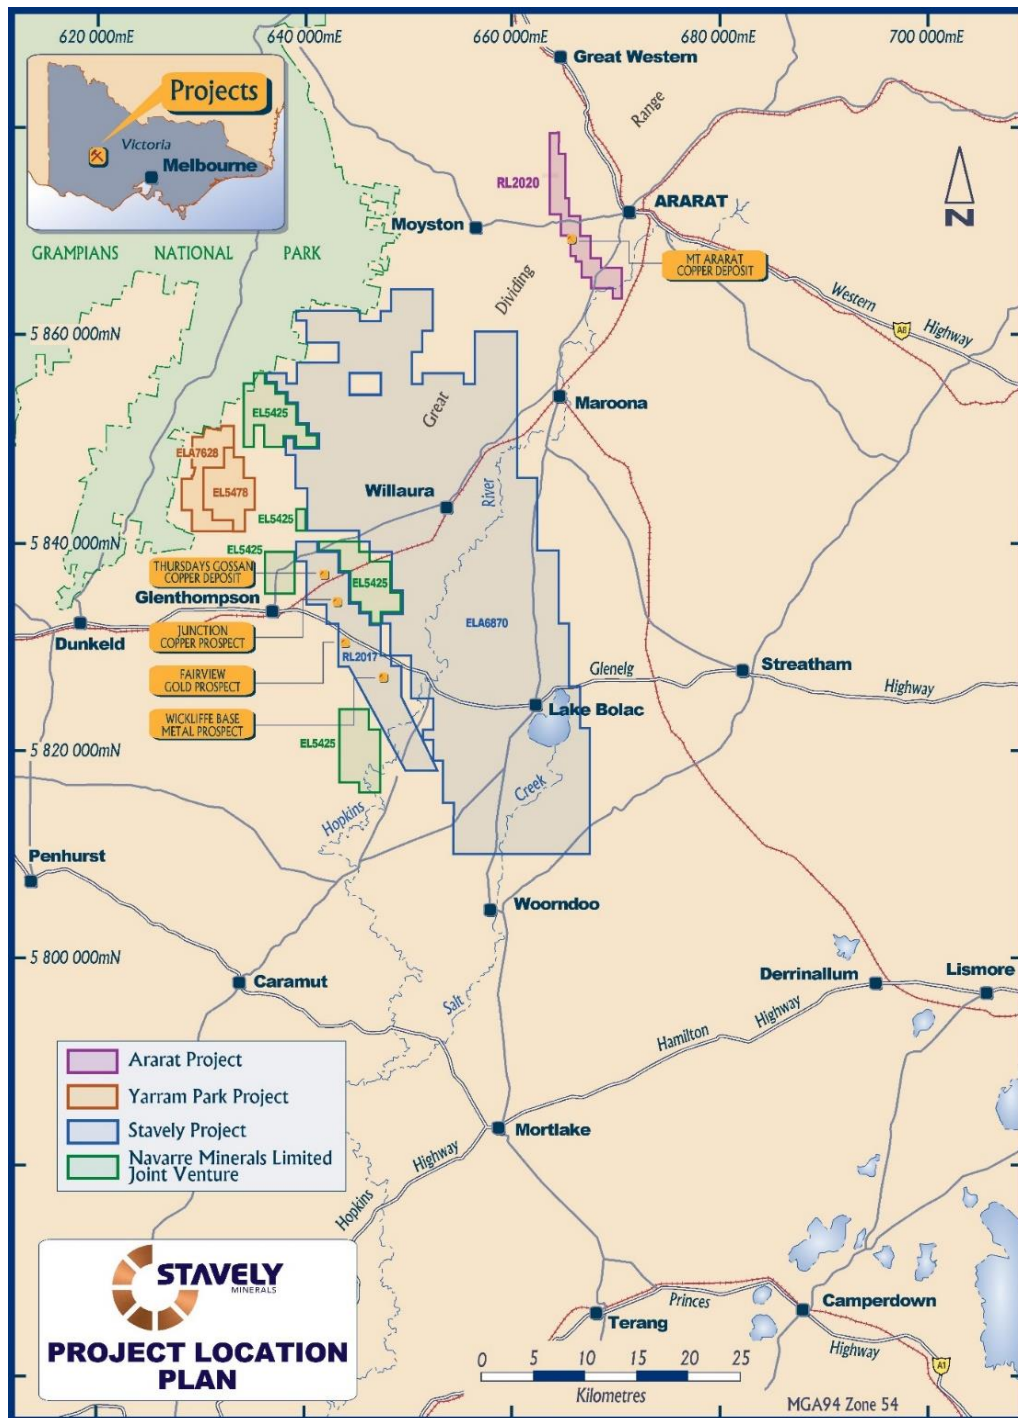 620 000mE
640 000mE
660 000mE
680 000mE
700 000mE
Great Western
Projects
Victoria
Melbourne
Range
RL2020
ARARAT
Moyston
N
GRAMPIANS NATIONAL PARK
MT ARARAT
COPPER DEPOSIT
Dividing
Western
Highway
A8
5 860 000mN
Great
Maroona
EL5425
ELA7628
EL5478
Willaura
River
EL5425
5 840 000mN
EL5425
THURSDAYS GOSSAN
COPPER DEPOSIT
EL5425
Glenthompson
Dunkeld
JUNCTION
COPPER PROSPECT
ELA6870
RL2017
FAIRVIEW
GOLD PROSPECT
Glenelg
Streatham
Highway
WICKLIFFE BASE
METAL PROSPECT
Lake Bolac
EL5425
5 820 000mN
Creek
Hopkins
Penhurst
Woorndoo
5 800 000mN
Caramut
Derrinallum
Lismore
Salt
Hamilton
Highway
Ararat Project
Yarram Park Project
Stavely Project
Navarre Minerals Limited
Joint Venture
Mortlake
Highway
Hopkins
STAVELY
MINERALS
PROJECT LOCATION
PLAN
Princes
Camperdown
Terang
Highway
A1
0 5 10 15 20 25
Kilometres
MGA94 Zone 54